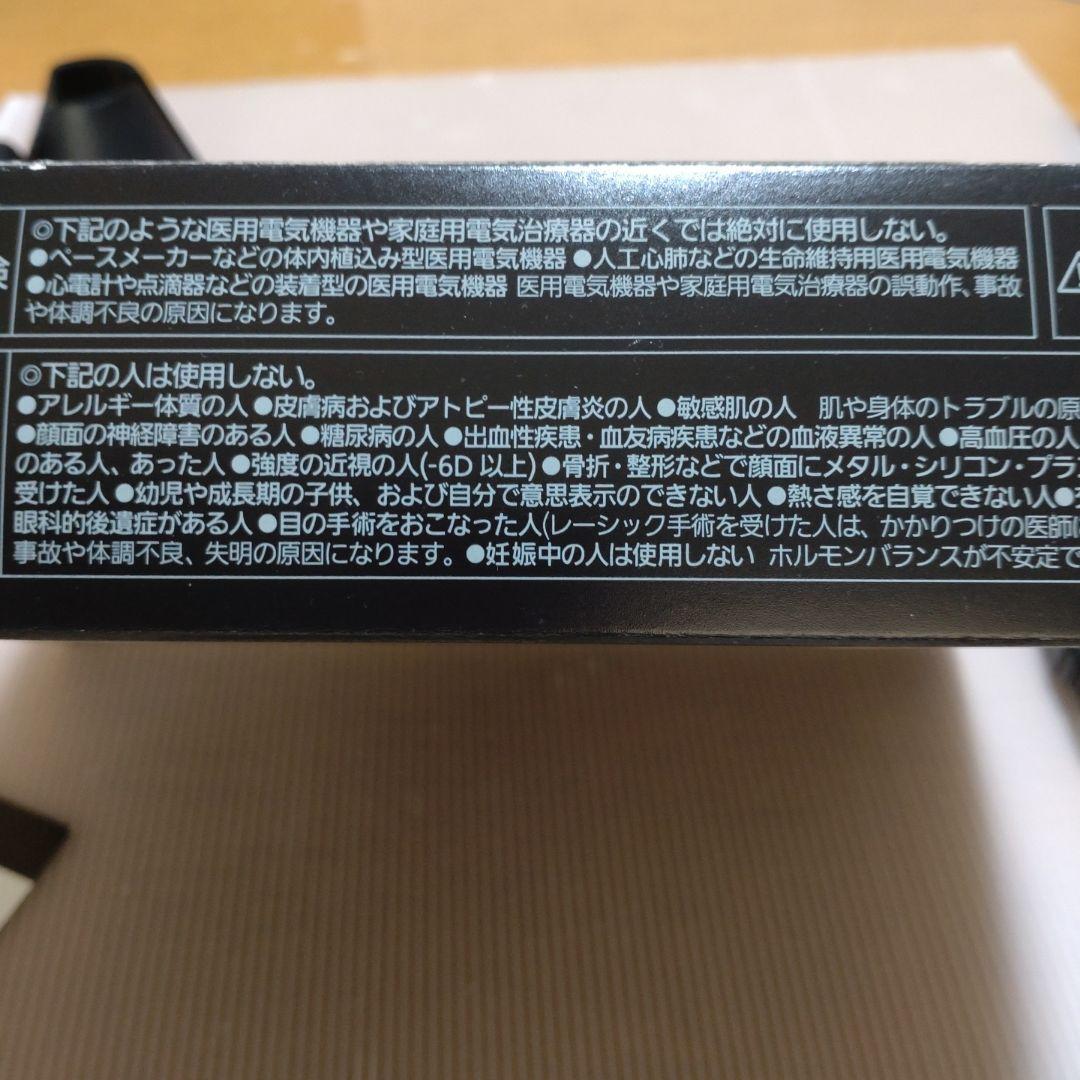 ◎下記のような医用電気機器や家庭用電気治療器の近くでは絶対に使用しない。
●ペースメーカーなどの体内植込み型医用電気機器 ●人工心肺などの生命維持用医用電気機器
●心電計や点滴器などの装着型の医用電気機器 医用電気機器や家庭用電気治療器の誤動作、事故
や体調不良の原因になります。
◎下記の人は使用しない。
●アレルギー体質の人 ●皮膚病およびアトピー性皮膚炎の人 ●敏感肌の人 肌や身体のトラブルの原
●顔面の神経障害のある人 ●糖尿病の人 ●出血性疾患・血友病疾患などの血液異常の人 ●高血圧の人
のある人、あった人 ●強度の近視の人(-6D 以上) ●骨折・整形などで顔面にメタル・シリコン・プラ
受けた人 ●幼児や成長期の子供、および自分で意思表示のできない人 ●熱さ感を自覚できない人 ●
眼科的後遺症がある人 ●目の手術をおこなった人(レーシック手術を受けた人は、かかりつけの医師に
事故や体調不良、失明の原因になります。 ●妊娠中の人は使用しない ホルモンバランスが不安定で